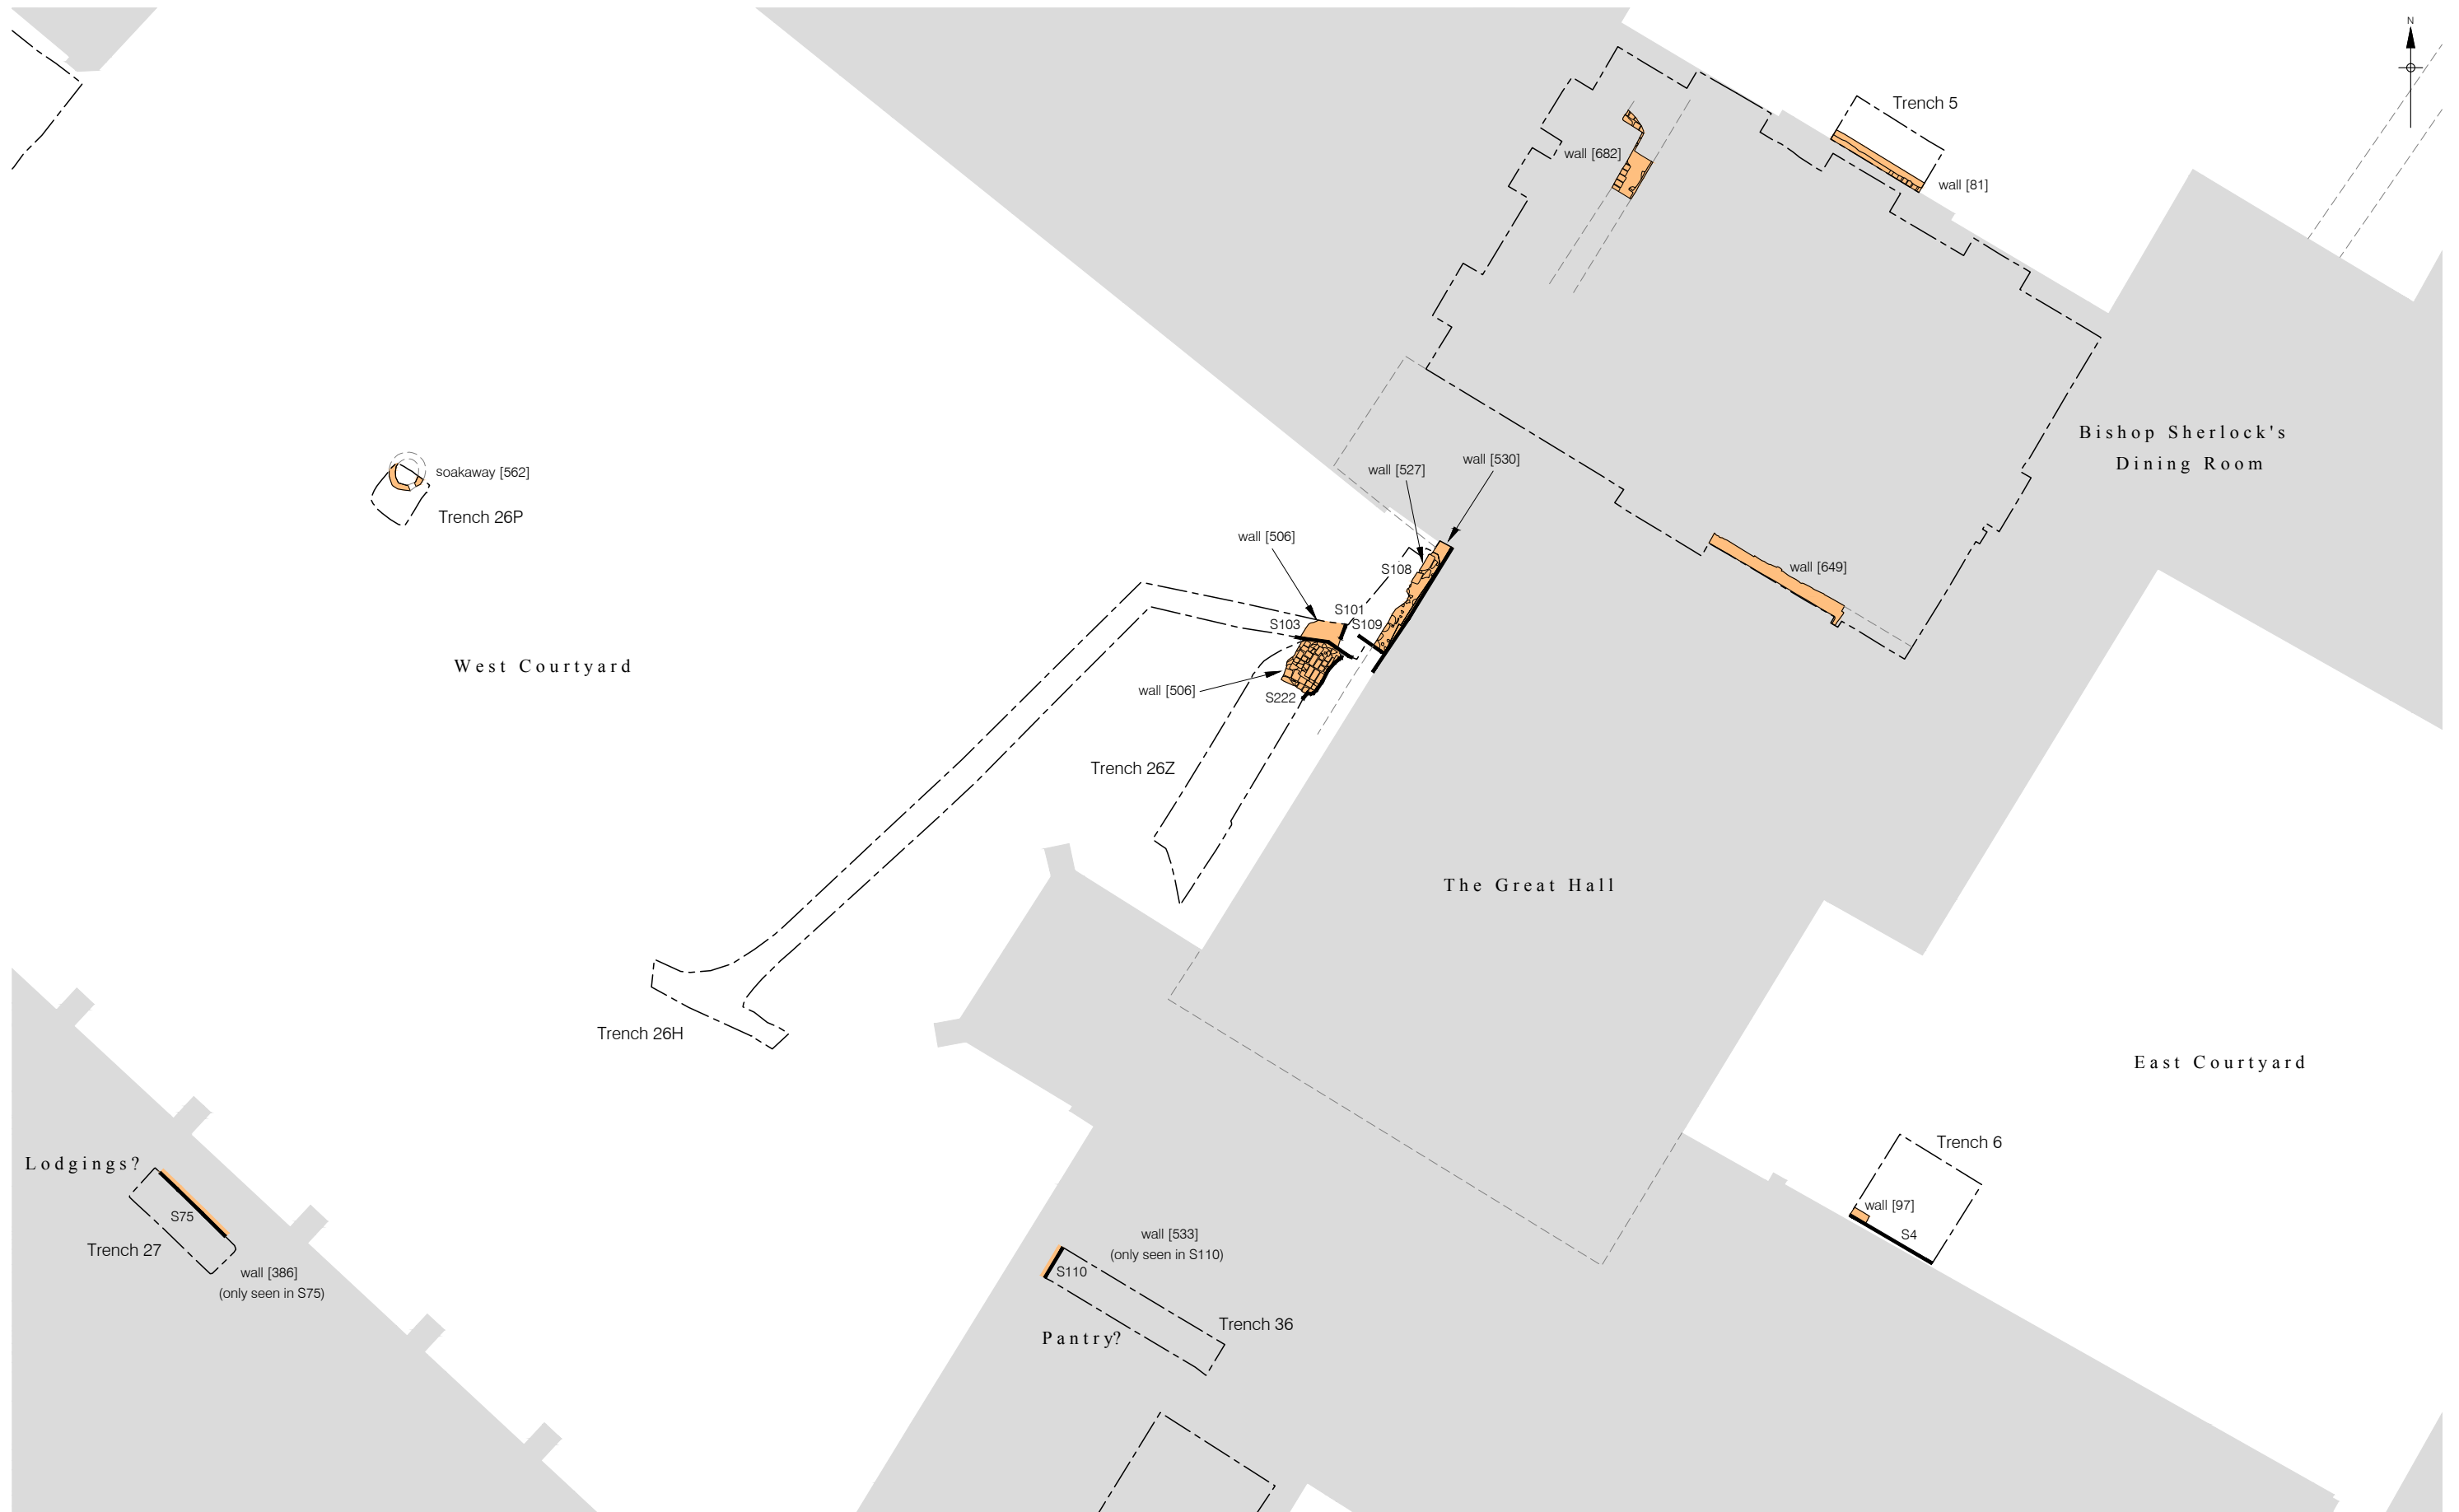 N
Trench 5
wall [682]
wall [81]
Bishop Sherlock's
Dining Room
wall [530]
wall [527]
soakaway [562]
Trench 26P
wall [506]
S108
wall [649]
S101
S103
S109
West Courtyard
wall [506]
S222
Trench 26Z
The Great Hall
Trench 26H
East Courtyard
Trench 6
Lodgings?
wall [97]
S75
S4
wall [533]
(only seen in S110)
Trench 27
S110
wall [386]
(only seen in S75)
Trench 36
Pantry?